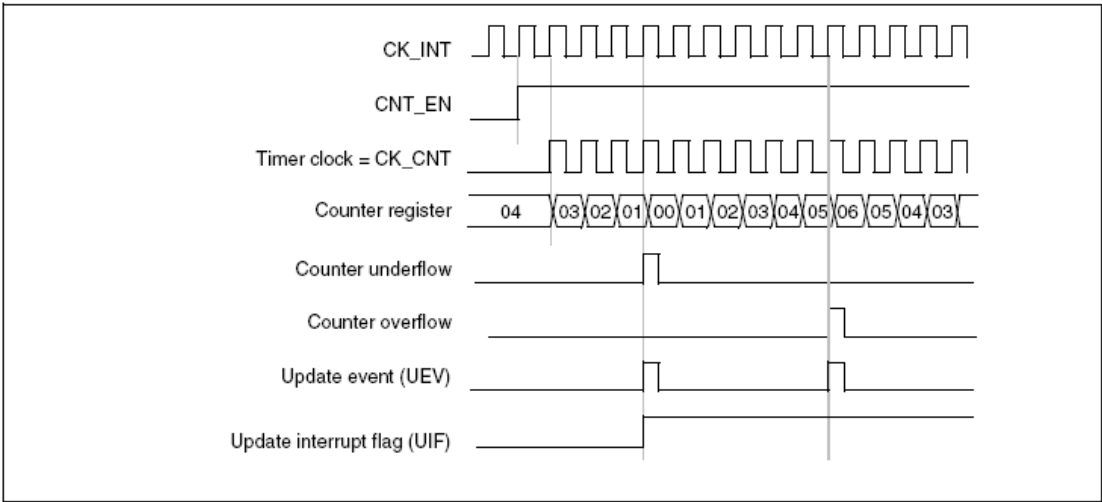 CK_INT
CNT_EN
Timer clock = CK_CNT
Counter register 04 03 02 01 00 01 02 03 04 05 06 05 04 03
Counter underflow
Counter overflow
Update event (UEV)
Update interrupt flag (UIF)